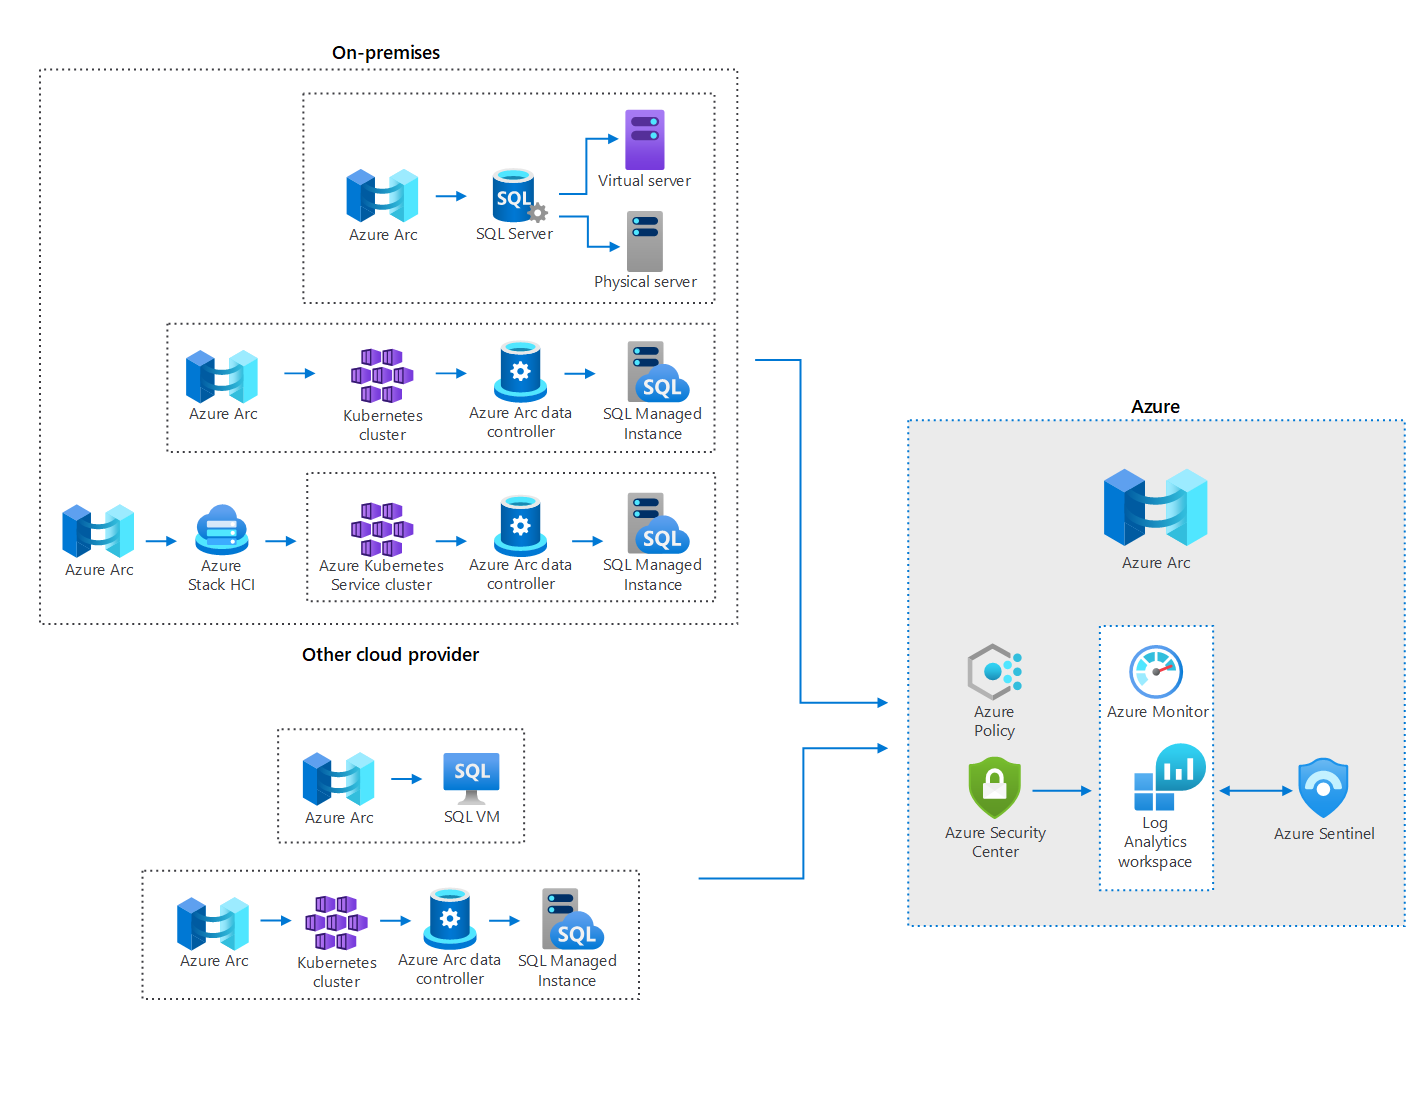 On-premises
Virtual server
SQL
Azure Arc
SQL Server
Physical server
SQL
Azure Arc
Kubernetes
cluster
Azure Arc data
controller
SQL Managed
Instance
SQL
Azure Arc
Azure
Stack HCI
Azure Kubernetes
Service cluster
Azure Arc data
controller
SQL Managed
Instance
Other cloud provider
SQL
Azure Arc
SQL VM
SQL
Azure Arc
Kubernetes
cluster
Azure Arc data
controller
SQL Managed
Instance
Azure
Azure Arc
Azure
Policy
Azure Monitor
Azure Security
Center
Log
Analytics
workspace
Azure Sentinel